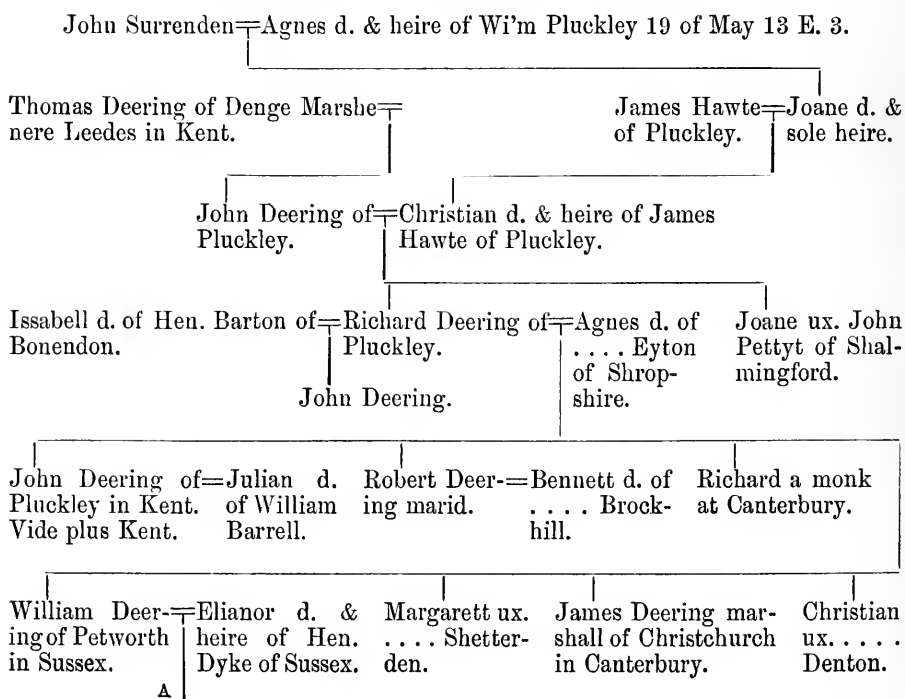 John Surrenden=Agnes d. & heire of Wi'm Pluckley 19 of May 13 E. 3.
Thomas Deering of Denge Marshe=
nere Leedes in Kent.
James Hawte=Joane d. &
of Pluckley. sole heire.
John Deering of=Christian d. & heire of James
Pluckley. Hawte of Pluckley.
Issabell d. of Hen. Barton of=Richard Deering of=Agnes d. of
Bonendon. Pluckley. .... Eyton
of Shrop-
shire.
Joane ux. John
Pettyt of Shal-
mingford.
John Deering.
John Deering of=Julian d.
Pluckley in Kent. of William
Vide plus Kent. Barrell.
Robert Deer-=Bennett d. of
ing marid. .... Brock-
hill.
Richard a monk
at Canterbury.
William Deer-=Elianor d. &
ing of Petworth heire of Hen.
in Sussex. Dyke of Sussex.
A
Margarett ux.
.... Shetter-
den.
James Deering mar-
shall of Christchurch
in Canterbury.
Christian
ux. ....
Denton.